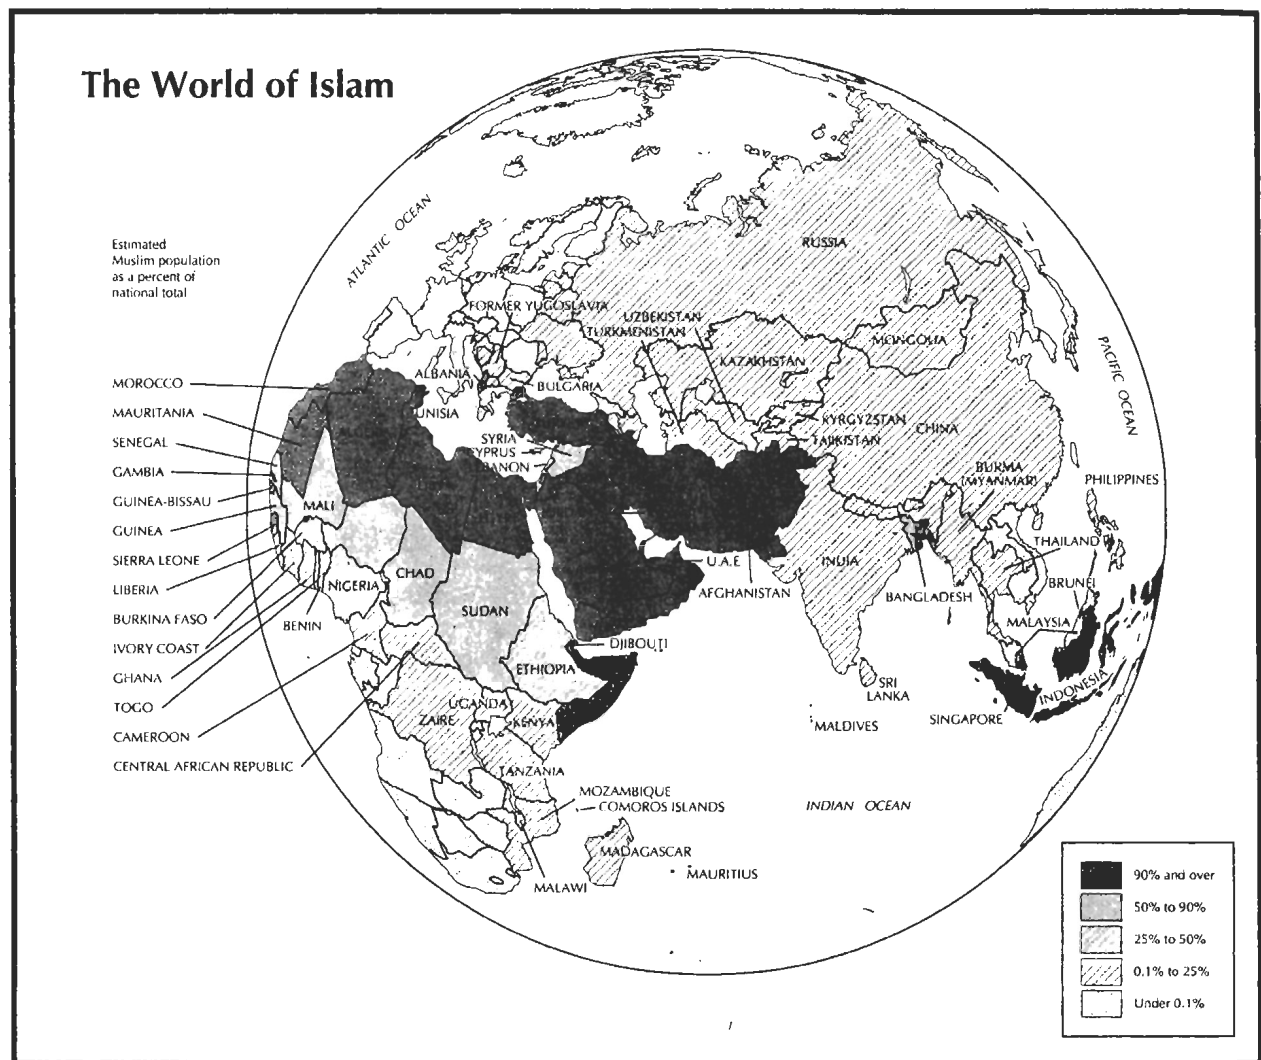 The World of Islam
Estimated
Muslim population
as a percent of
national total
ATLANTIC OCEAN
PACIFIC OCEAN
INDIAN OCEAN
RUSSIA
FORMER YUGOSLAVIA
UZBEKISTAN
TURKMENISTAN
KAZAKHSTAN
MONGOLIA
ALBANIA
BULGARIA
KYRGYZSTAN
TAJIKISTAN
CHINA
MOROCCO
MAURITANIA
SENEGAL
GAMBIA
GUINEA-BISSAU
GUINEA
SIERRA LEONE
LIBERIA
BURKINA FASO
IVORY COAST
GHANA
TOGO
CAMEROON
CENTRAL AFRICAN REPUBLIC
BENIN
UNISIA
SYRIA
CYPRUS
BANON
MALI
NIGERIA
CHAD
SUDAN
ETHIOPIA
DJIBOUTI
U.A.E
AFGHANISTAN
INDIA
BANGLADESH
BURMA
(MYANMAR)
PHILIPPINES
THAILAND
BRUNEI
MALAYSIA
INDONESIA
SINGAPORE
SRI
LANKA
MALDIVES
UGANDA
ZAIRE
KENYA
TANZANIA
MOZAMBIQUE
COMOROS ISLANDS
MADAGASCAR
MAURITIUS
MALAWI
90% and over
50% to 90%
25% to 50%
0.1% to 25%
Under 0.1%